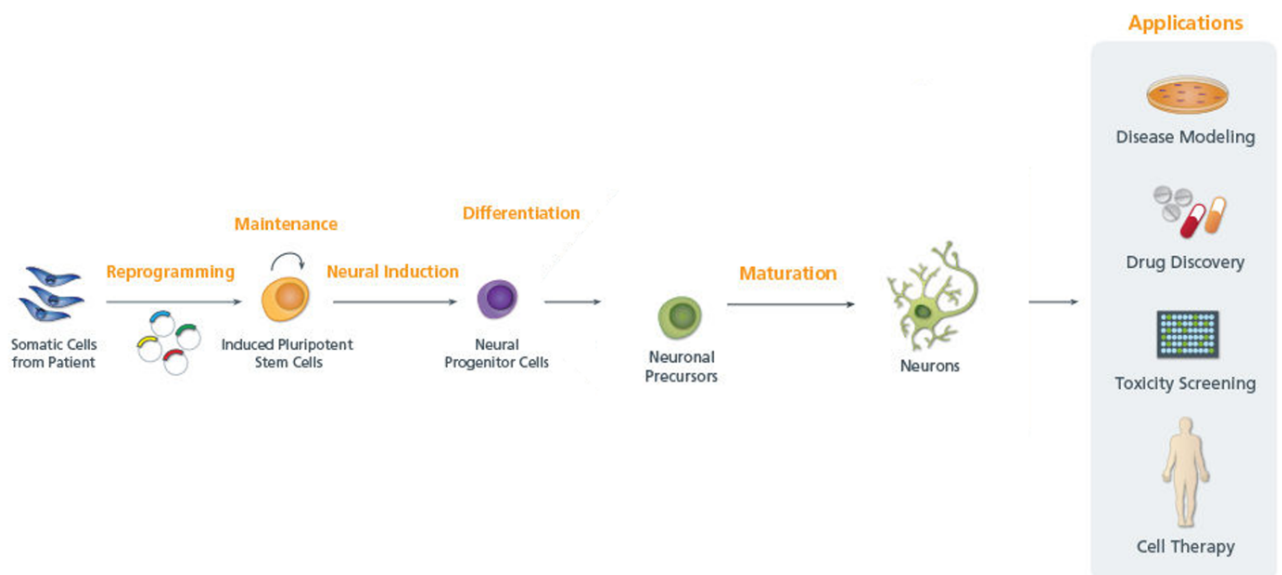 Applications
Disease Modeling
Drug Discovery
Toxicity Screening
Cell Therapy
Differentiation
Maintenance
Reprogramming
Neural Induction
Maturation
Somatic Cells
from Patient
Induced Pluripotent
Stem Cells
Neural
Progenitor Cells
Neuronal
Precursors
Neurons